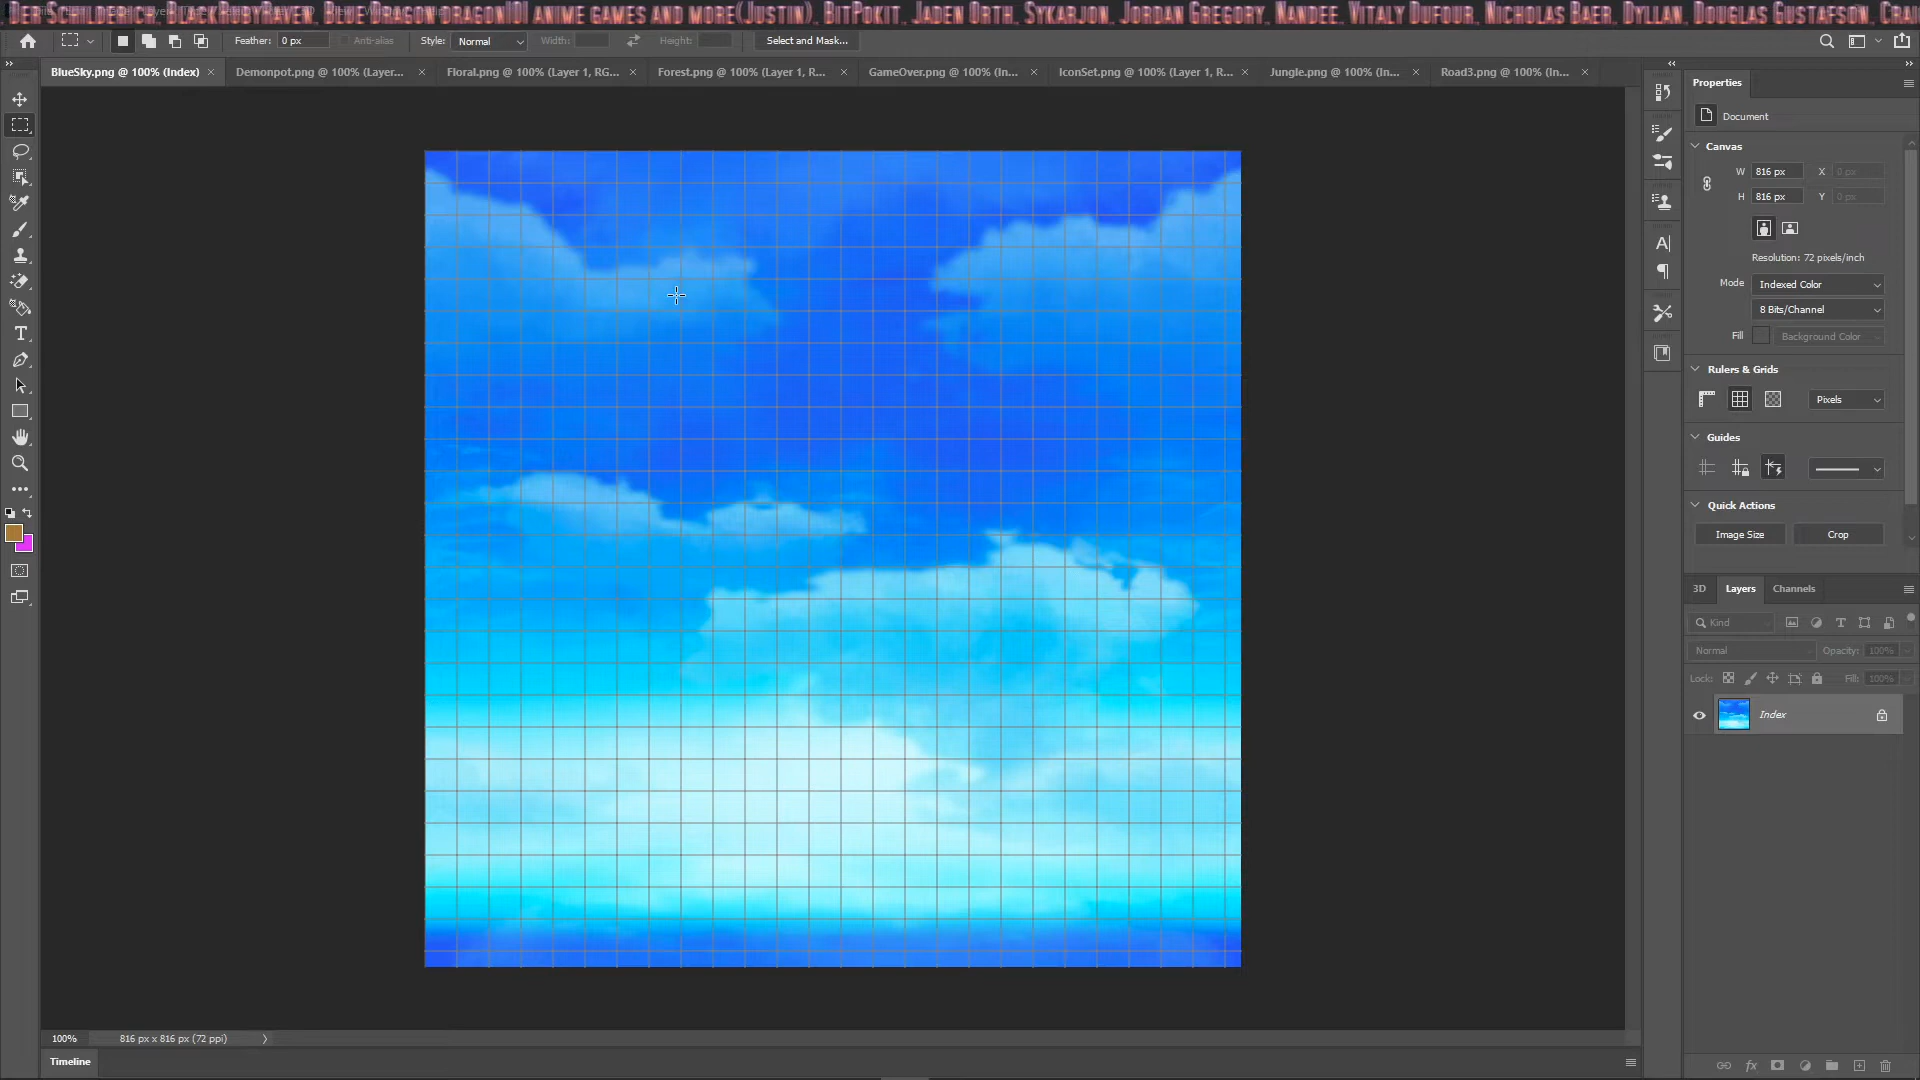 Bluesomega, Dragon101 anime games and more(Justin), BitPokit, Jaden Orth, Sykarjon, Jordan Gregory, Nandee, Vitaly Dufour, Nicholas Baer, Dyllan, Douglas Gustafson,
Feather: 0 px Anti-alias Style: Normal Width: Height: Select and Mask...
BlueSky.png @ 100% (Index) × Demonpot.png @ 100% (Layer... × Floral.png @ 100% (Layer 1, RG... × Forest.png @ 100% (Layer 1, R... × GameOver.png @ 100% (In... × IconSet.png @ 100% (Layer 1, R... × Jungle.png @ 100% (In... × Road3.png @ 100% (In... ×
Properties
Document
Canvas
W 816 px X 0 px
H 816 px Y 0 px
Resolution: 72 pixels/inch
Mode Indexed Color
8 Bits/Channel
Fill Background Color
Rulers & Grids
Pixels
Guides
Quick Actions
Image Size Crop
3D Layers Channels
Kind
Normal Opacity: 100%
Lock: Fill: 100%
Index
100% 816 px x 816 px (72 ppi)
Timeline